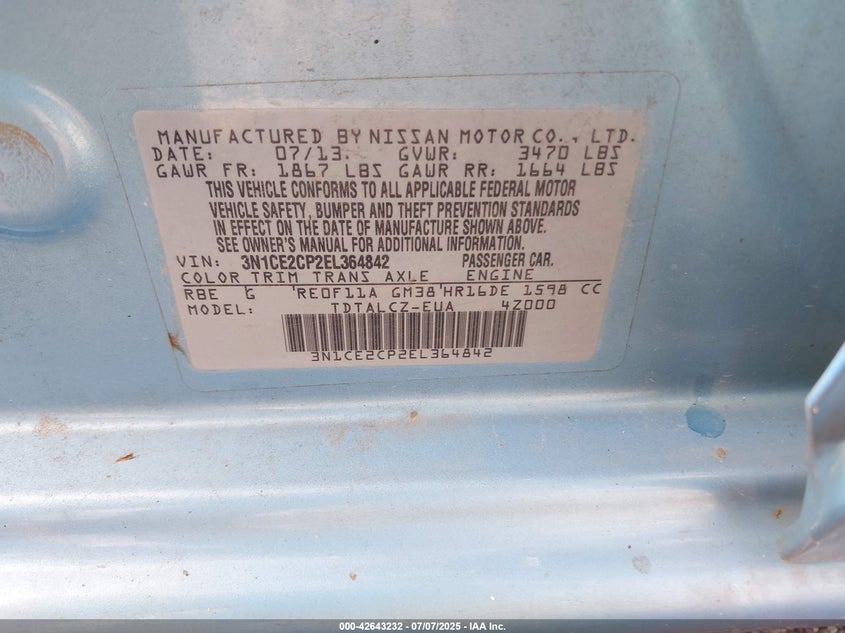 MANUFACTURED BY NISSAN MOTOR CO., LTD.
DATE: 07/13. GVWR: 3470 LBS
GAWR FR: 1867 LBS GAWR RR: 1664 LBS
THIS VEHICLE CONFORMS TO ALL APPLICABLE FEDERAL MOTOR
VEHICLE SAFETY, BUMPER AND THEFT PREVENTION STANDARDS
IN EFFECT ON THE DATE OF MANUFACTURE SHOWN ABOVE.
SEE OWNER'S MANUAL FOR ADDITIONAL INFORMATION.
VIN: 3N1CE2CP2EL364842 PASSENGER CAR.
COLOR TRIM TRANS AXLE ENGINE
RBE G 'RE0F11A GM38'HR16DE 1598 CC
MODEL: TDTALCZ-EUA 4Z000
3N1CE2CP2EL364842
000-42643232 - 07/07/2025 - IAA Inc.